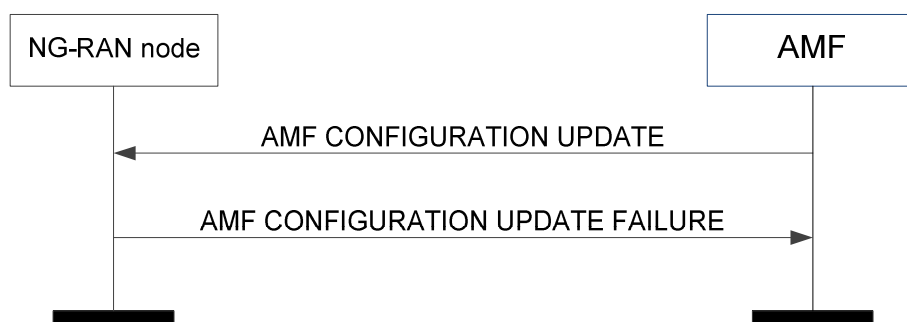 NG-RAN node
AMF
AMF CONFIGURATION UPDATE
AMF CONFIGURATION UPDATE FAILURE